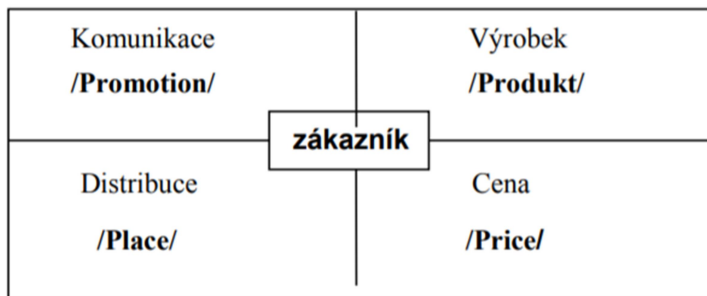 Komunikace
/Promotion/
Výrobek
/Produkt/
zákazník
Distribuce
/Place/
Cena
/Price/